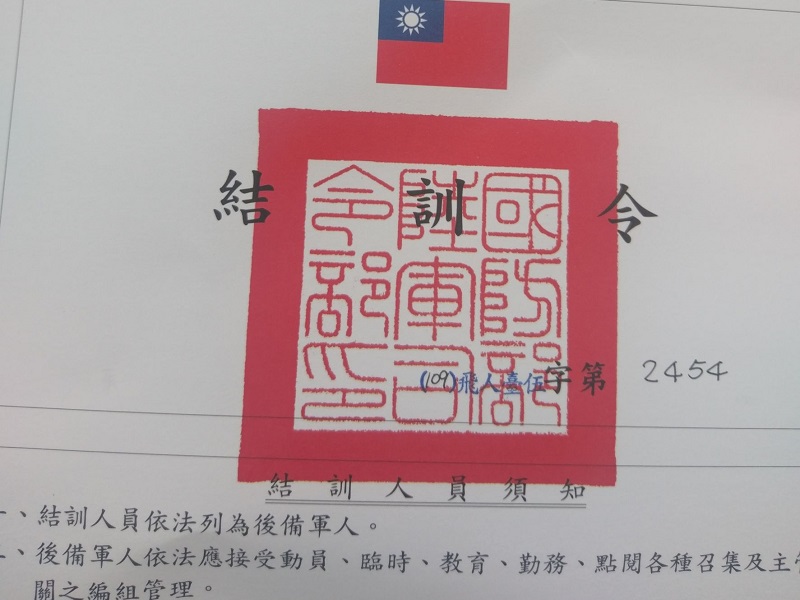 結訓令
國防部陸軍司令部印
(109)飛人臺伍字第 2454
結訓人員須知
一、結訓人員依法列為後備軍人。
二、後備軍人依法應接受動員、臨時、教育、勤務、點閱各種召集及主管
關之編組管理。